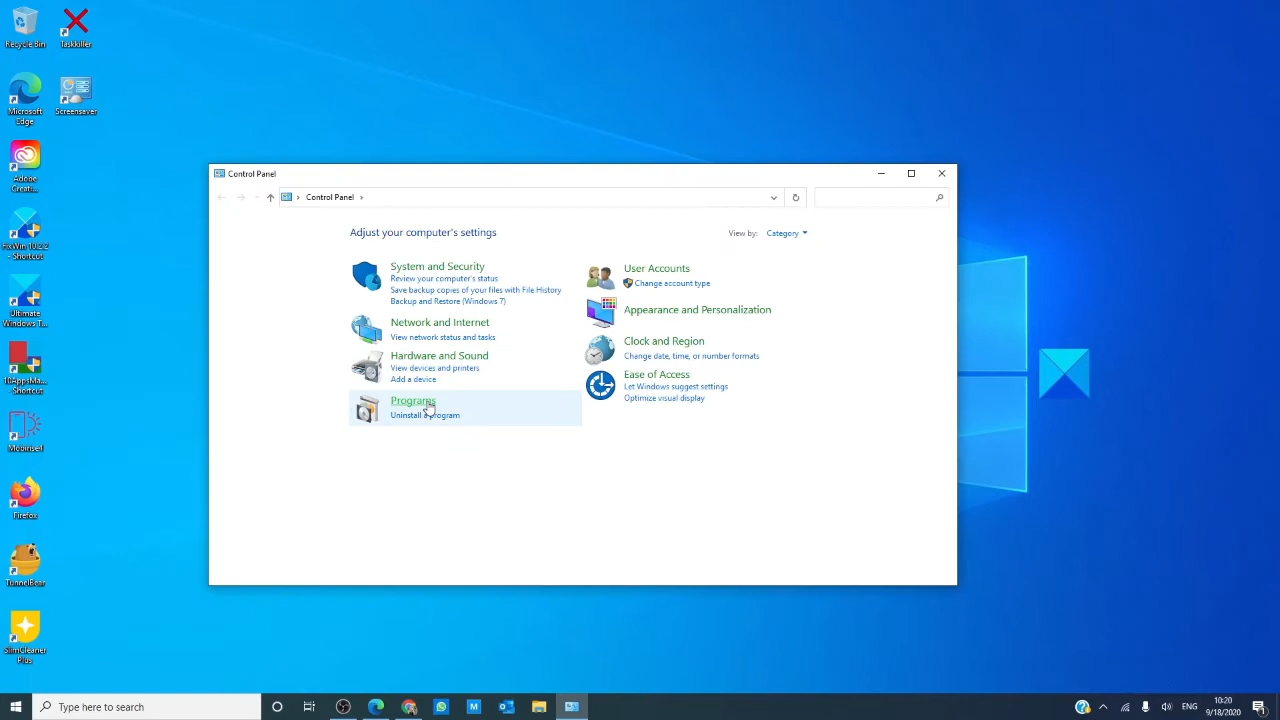 Recycle Bin
Taskkiller
Microsoft
Edge
Screensaver
Adobe
Creati...
FixWin 10.2.2
- Shortcut
Ultimate
Windows T...
10AppsMa...
- Shortcut
Mobirise4
Firefox
TunnelBear
SlimCleaner
Plus
Control Panel
Control Panel
Adjust your computer's settings
View by: Category
System and Security
Review your computer's status
Save backup copies of your files with File History
Backup and Restore (Windows 7)
Network and Internet
View network status and tasks
Hardware and Sound
View devices and printers
Add a device
Programs
Uninstall a program
User Accounts
Change account type
Appearance and Personalization
Clock and Region
Change date, time, or number formats
Ease of Access
Let Windows suggest settings
Optimize visual display
Type here to search
ENG
10:20
9/18/2020